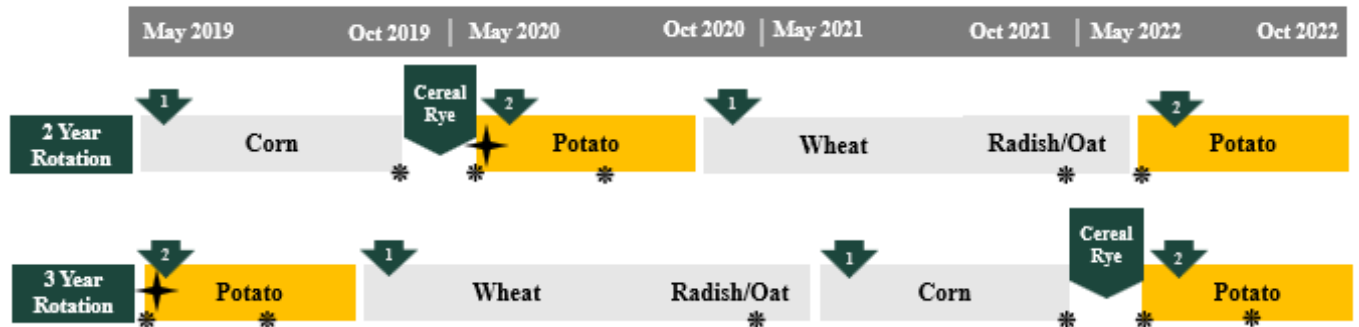 May 2019 Oct 2019 | May 2020 Oct 2020 | May 2021 Oct 2021 | May 2022 Oct 2022
1 Cereal Rye 2 1 2
2 Year Rotation Corn Potato Wheat Radish/Oat Potato
2 1 1 Cereal Rye 2
3 Year Rotation Potato Wheat Radish/Oat Corn Potato